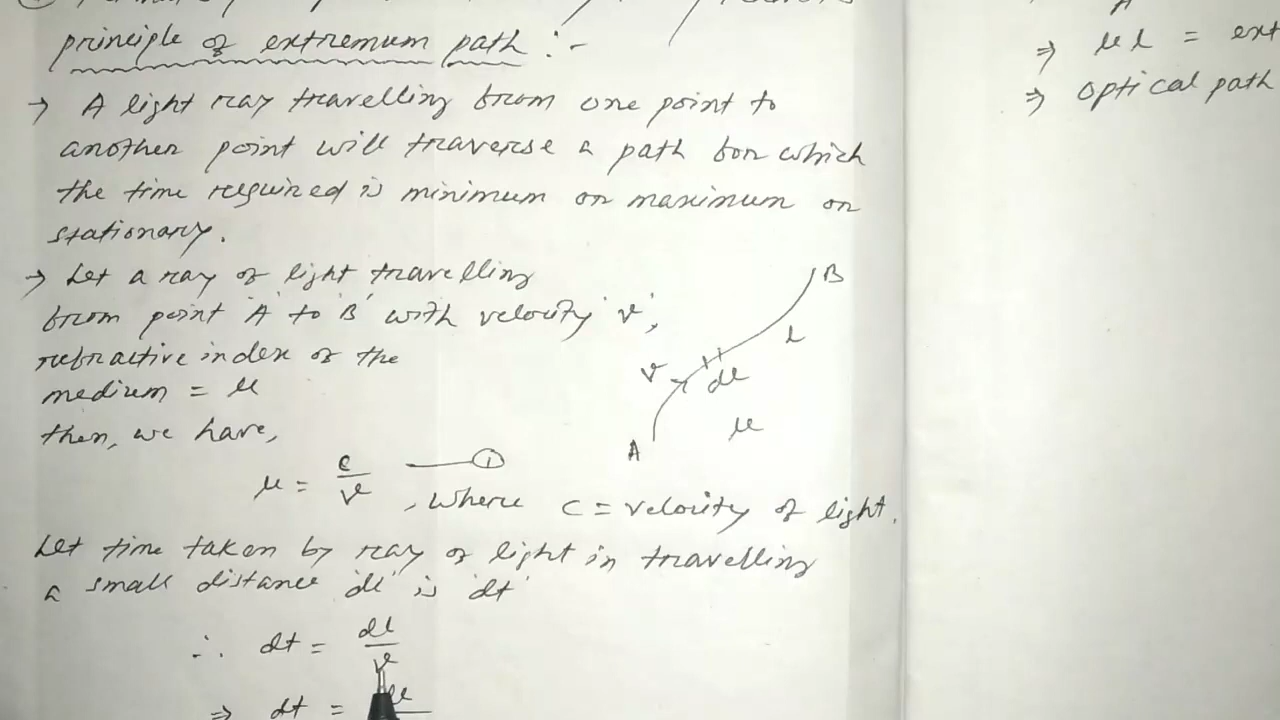 principle of extremum path :-
→ A light ray travelling from one point to
another point will traverse a path for which
the time required is minimum or maximum or
stationary.
→ Let a ray of light travelling
from point 'A' to 'B' with velocity 'v',
refractive index of the
medium = μ
then, we have,
μ = c/v —— ①
, where c = velocity of light.
Let time taken by ray of light in travelling
a small distance 'dl' is 'dt'
∴ dt = dl/v
⇒ dt =
B
l
v
dl
μ
A
⇒ μl = ext
⇒ optical path